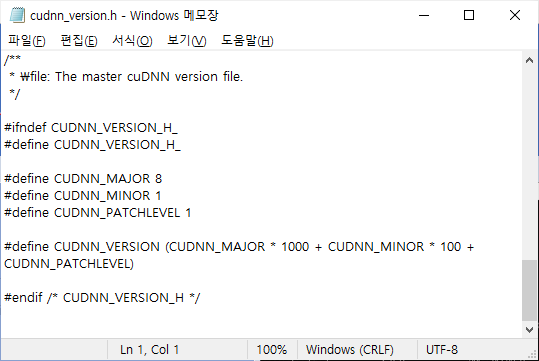 cudnn_version.h - Windows 메모장
파일(F) 편집(E) 서식(O) 보기(V) 도움말(H)
/**
 * ₩file: The master cuDNN version file.
 */
#ifndef CUDNN_VERSION_H_
#define CUDNN_VERSION_H_
#define CUDNN_MAJOR 8
#define CUDNN_MINOR 1
#define CUDNN_PATCHLEVEL 1
#define CUDNN_VERSION (CUDNN_MAJOR * 1000 + CUDNN_MINOR * 100 +
CUDNN_PATCHLEVEL)
#endif /* CUDNN_VERSION_H */
Ln 1, Col 1 100% Windows (CRLF) UTF-8